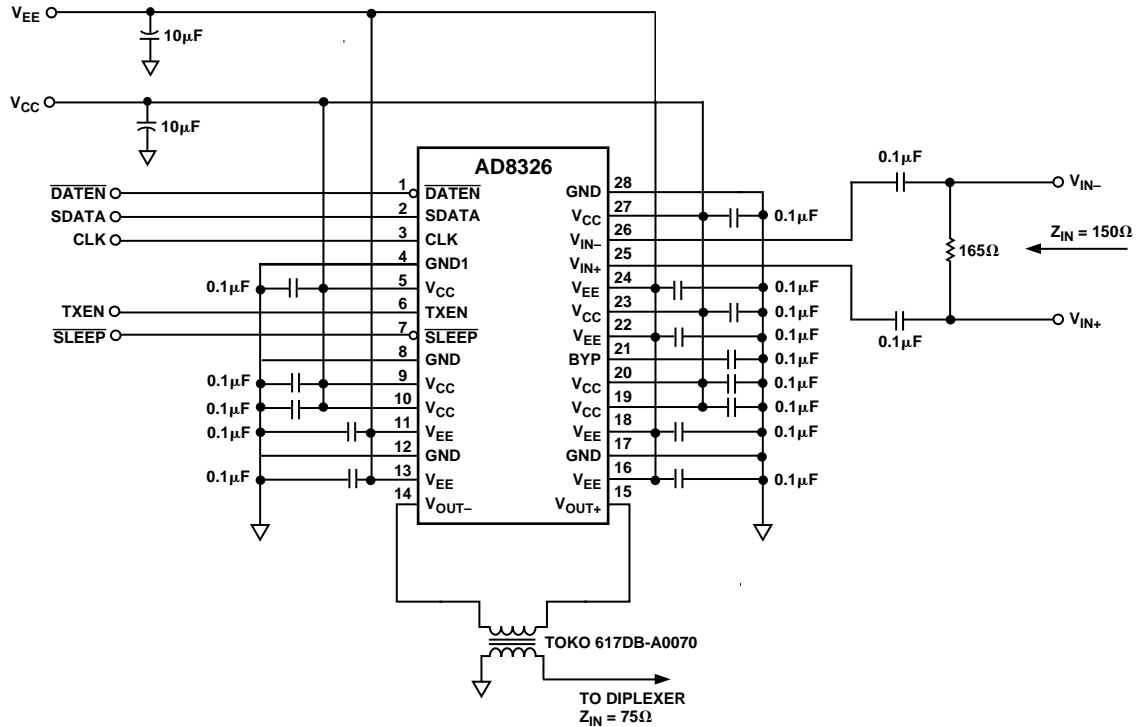 VEE
10µF
VCC
10µF
AD8326
DATEN 1 DATEN
SDATA 2 SDATA
CLK 3 CLK
4 GND1
0.1µF 5 VCC
TXEN 6 TXEN
SLEEP 7 SLEEP
8 GND
0.1µF 9 VCC
0.1µF 10 VCC
0.1µF 11 VEE
12 GND
0.1µF 13 VEE
14 VOUT–
GND 28
VCC 27 0.1µF
VIN– 26
VIN+ 25
VEE 24 0.1µF
VCC 23 0.1µF
VEE 22 0.1µF
BYP 21 0.1µF
VCC 20 0.1µF
VCC 19 0.1µF
VEE 18 0.1µF
GND 17
VEE 16 0.1µF
VOUT+ 15
0.1µF
VIN–
165Ω
ZIN = 150Ω
VIN+
0.1µF
TOKO 617DB-A0070
TO DIPLEXER
ZIN = 75Ω